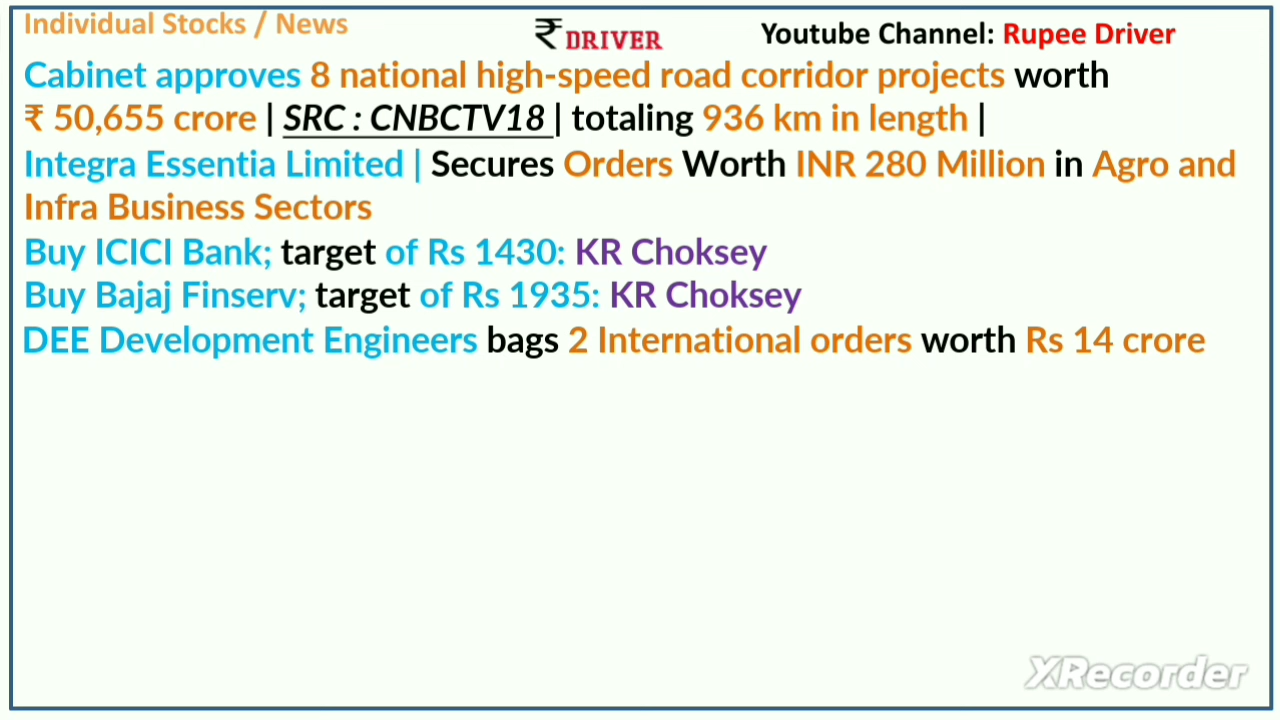 Individual Stocks / News
₹ DRIVER
Youtube Channel: Rupee Driver
Cabinet approves 8 national high-speed road corridor projects worth
₹ 50,655 crore | SRC : CNBCTV18 | totaling 936 km in length |
Integra Essentia Limited | Secures Orders Worth INR 280 Million in Agro and
Infra Business Sectors
Buy ICICI Bank; target of Rs 1430: KR Choksey
Buy Bajaj Finserv; target of Rs 1935: KR Choksey
DEE Development Engineers bags 2 International orders worth Rs 14 crore
XRecorder